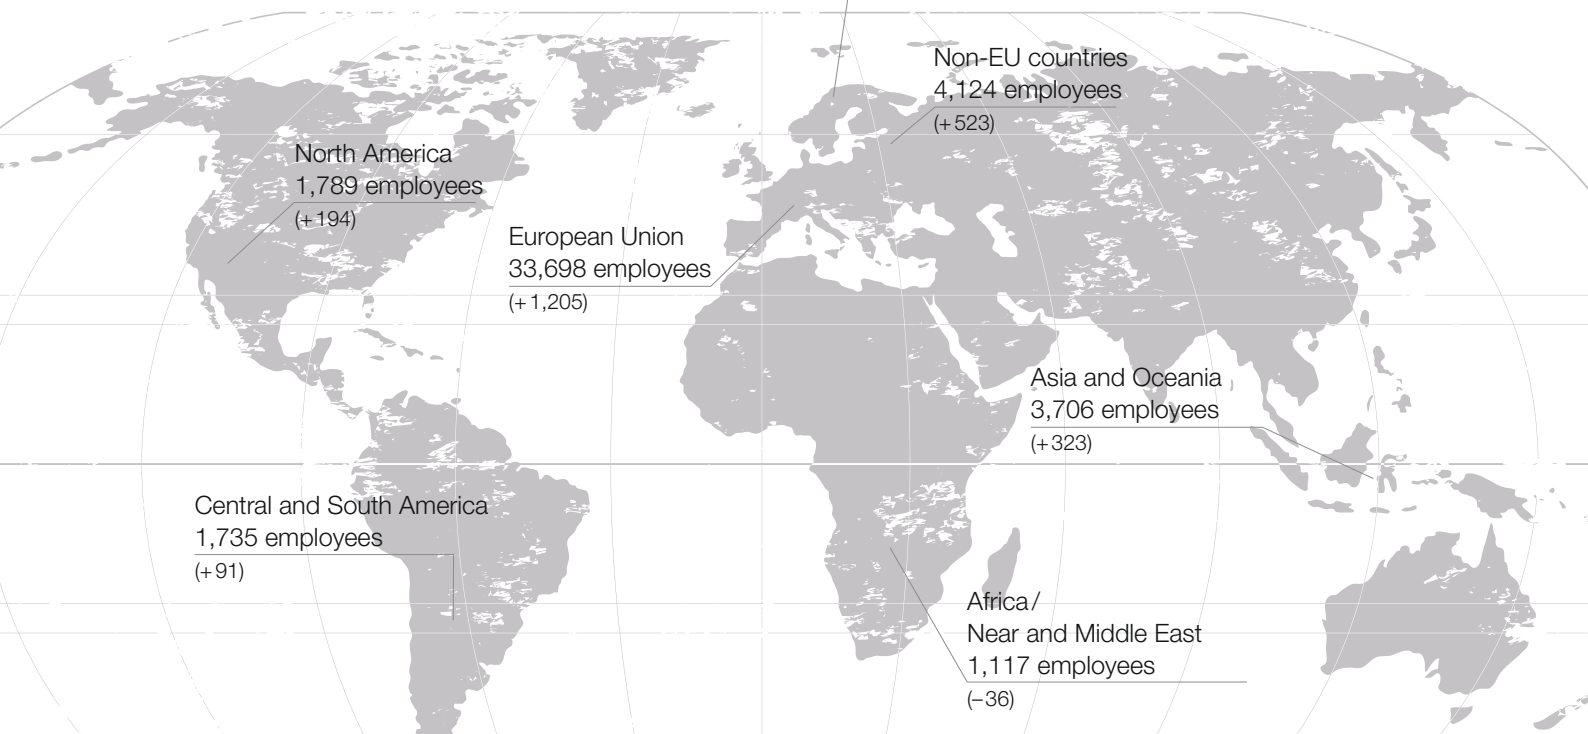 Non-EU countries
4,124 employees
(+ 523)
North America
1,789 employees
(+ 194)
European Union
33,698 employees
(+ 1,205)
Asia and Oceania
3,706 employees
(+ 323)
Central and South America
1,735 employees
(+ 91)
Africa /
Near and Middle East
1,117 employees
(– 36)